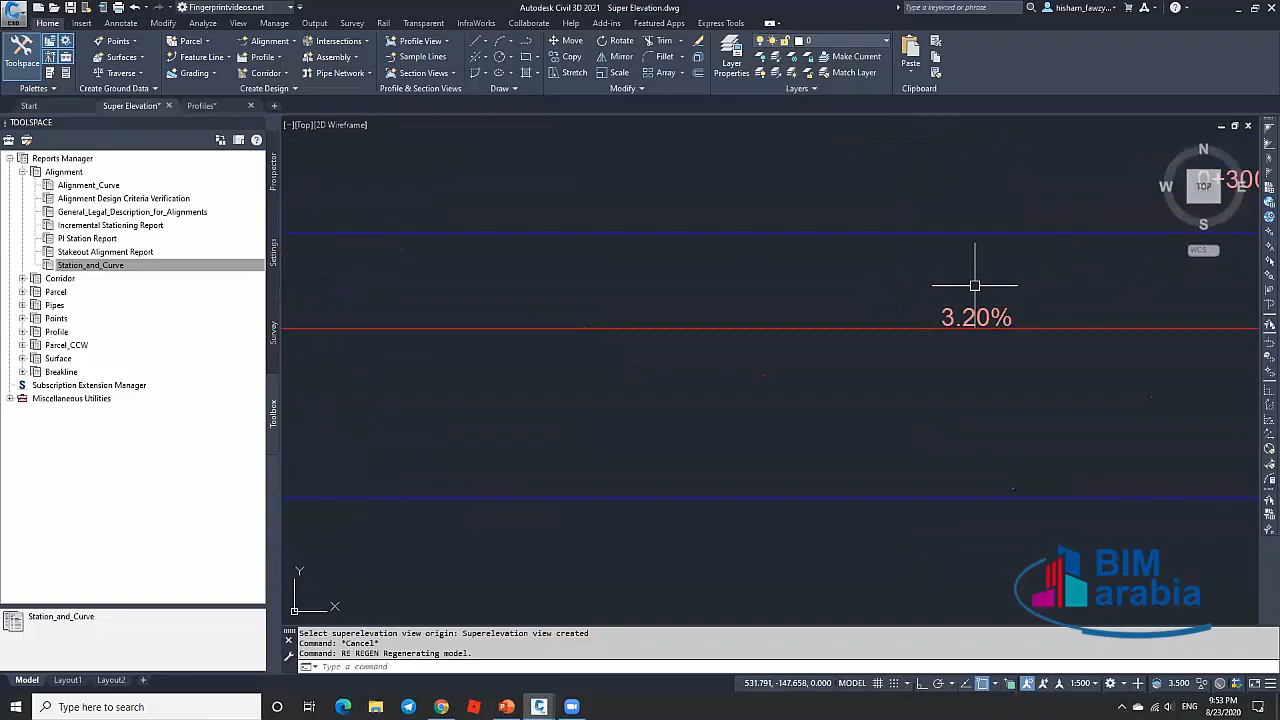 C3D
Fingerprintvideos.net
Autodesk Civil 3D 2021 Super Elevation.dwg
Type a keyword or phrase
hisham_fawzy...
Home Insert Annotate Modify Analyze View Manage Output Survey Rail Transparent InfraWorks Collaborate Help Add-ins Featured Apps Express Tools
Toolspace
Palettes
Points
Surfaces
Traverse
Create Ground Data
Parcel
Feature Line
Grading
Alignment
Profile
Corridor
Intersections
Assembly
Pipe Network
Create Design
Profile View
Sample Lines
Section Views
Profile & Section Views
Draw
Move Rotate Trim
Copy Mirror Fillet
Stretch Scale Array
Modify
Layer Properties
0
Make Current
Match Layer
Layers
Paste
Clipboard
Start Super Elevation* Profiles*
TOOLSPACE
Reports Manager
Alignment
Alignment_Curve
Alignment Design Criteria Verification
General_Legal_Description_for_Alignments
Incremental Stationing Report
PI Station Report
Stakeout Alignment Report
Station_and_Curve
Corridor
Parcel
Pipes
Points
Profile
Parcel_CCW
Surface
Breakline
Subscription Extension Manager
Miscellaneous Utilities
Station_and_Curve
Prospector
Settings
Survey
Toolbox
[−][Top][2D Wireframe]
N
W TOP E
S
WCS
0+300
3.20%
Y
X
BIM
arabia
Select superelevation view origin: Superelevation view created
Command: *Cancel*
Command: RE REGEN Regenerating model.
Type a command
Model Layout1 Layout2
531.791, -147.658, 0.000 MODEL
1:500
3.500
Type here to search
ENG
9:53 PM
8/23/2020